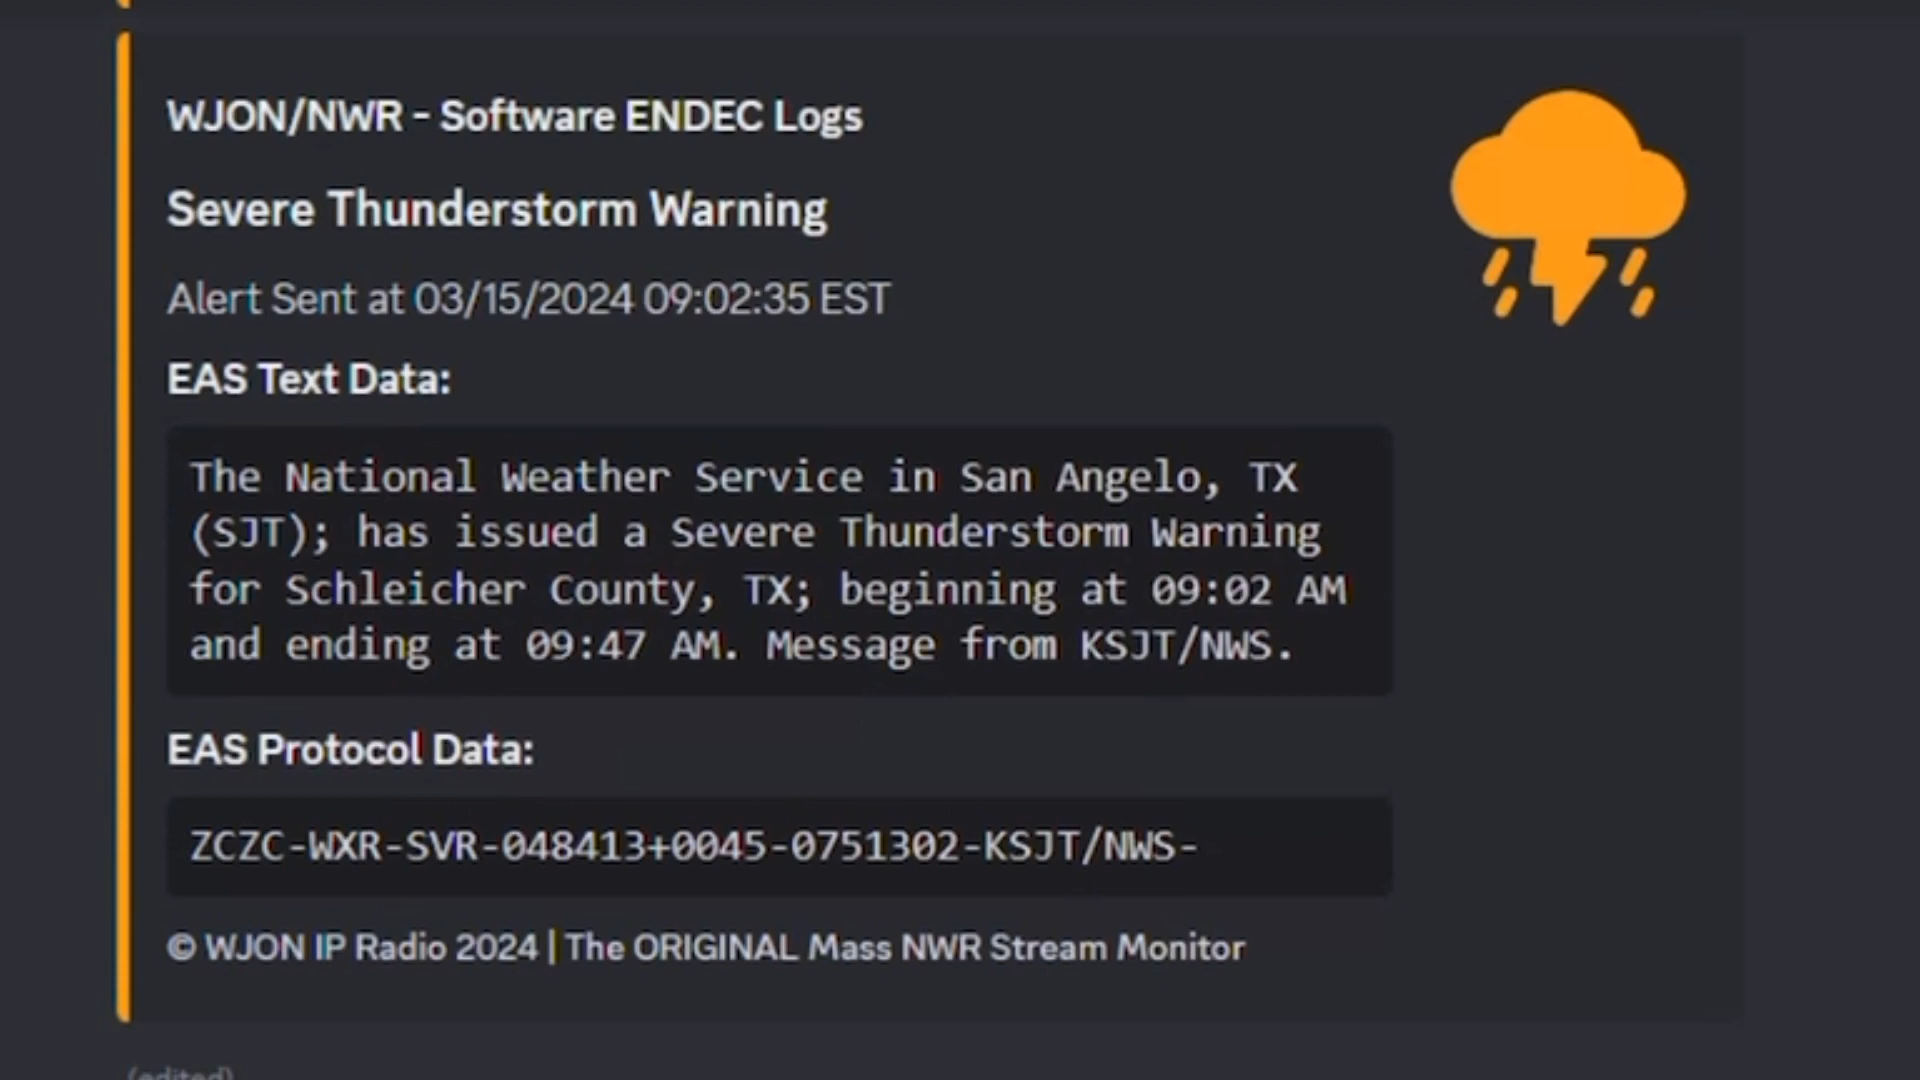 WJON/NWR - Software ENDEC Logs
Severe Thunderstorm Warning
Alert Sent at 03/15/2024 09:02:35 EST
EAS Text Data:
The National Weather Service in San Angelo, TX
(SJT); has issued a Severe Thunderstorm Warning
for Schleicher County, TX; beginning at 09:02 AM
and ending at 09:47 AM. Message from KSJT/NWS.
EAS Protocol Data:
ZCZC-WXR-SVR-048413+0045-0751302-KSJT/NWS-
© WJON IP Radio 2024 | The ORIGINAL Mass NWR Stream Monitor
(edited)